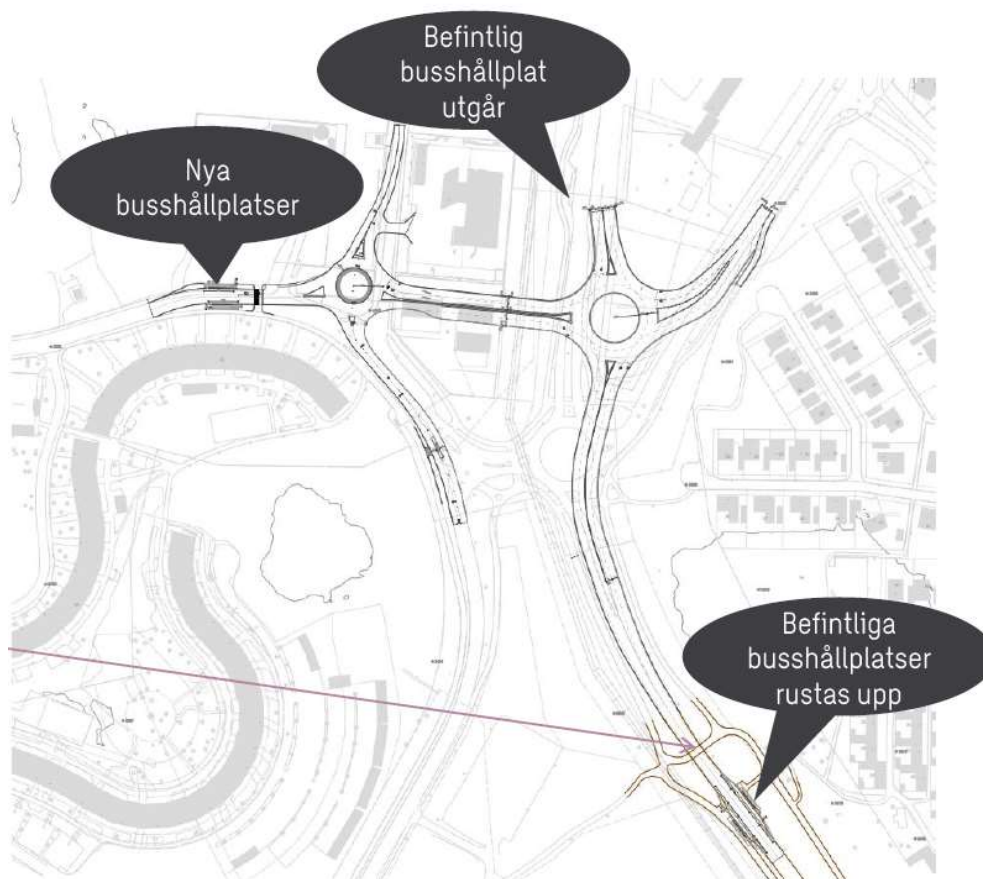 Befintlig
busshållplat
utgår
Nya
busshållplatser
Befintliga
busshållplatser
rustas upp